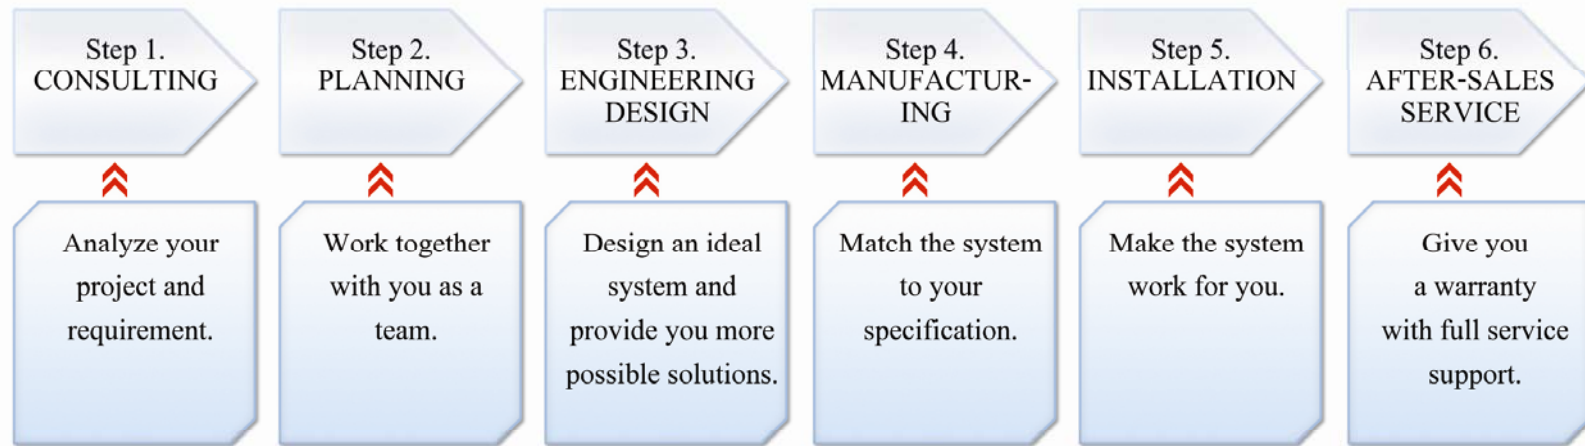 Step 1.
CONSULTING
Step 2.
PLANNING
Step 3.
ENGINEERING
DESIGN
Step 4.
MANUFACTUR-
ING
Step 5.
INSTALLATION
Step 6.
AFTER-SALES
SERVICE
Analyze your
project and
requirement.
Work together
with you as a
team.
Design an ideal
system and
provide you more
possible solutions.
Match the system
to your
specification.
Make the system
work for you.
Give you
a warranty
with full service
support.